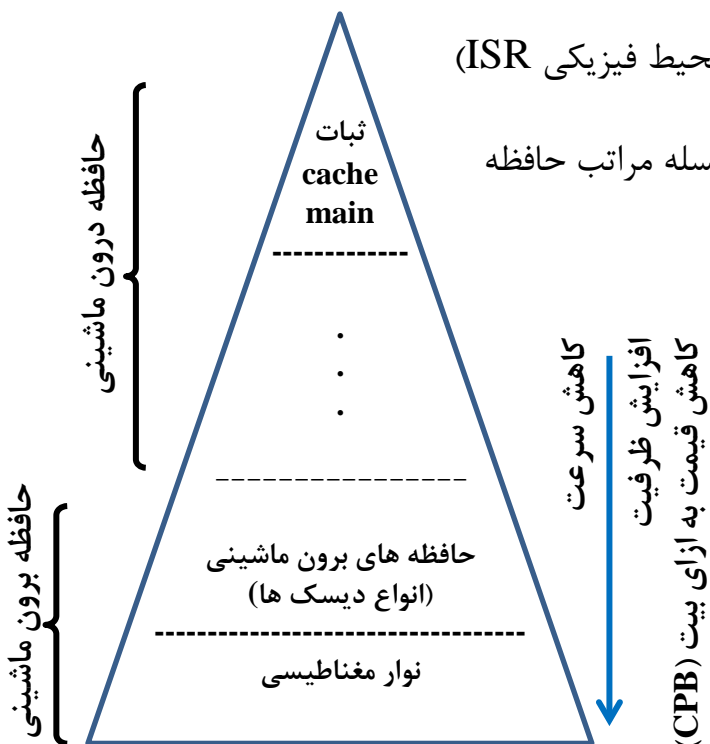 حیط فیزیکی ISR)
سله مراتب حافظه
ثبات
cache
main
حافظه درون ماشینی
.
.
.
کاهش سرعت
افزایش ظرفیت
کاهش قیمت به ازای بیت (CPB)
حافظه برون ماشینی
حافظه های برون ماشینی
(انواع دیسک ها)
نوار مغناطیسی